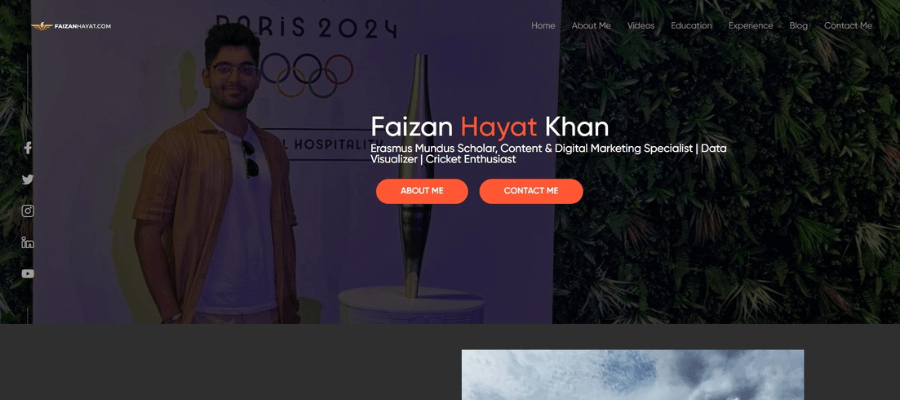 PARIS 2024
FAIZANHAYAT.COM
Home About Me Videos Education Experience Blog Contact Me
L HOSPITALIT
Faizan Hayat Khan
Erasmus Mundus Scholar, Content & Digital Marketing Specialist | Data
Visualizer | Cricket Enthusiast
ABOUT ME CONTACT ME